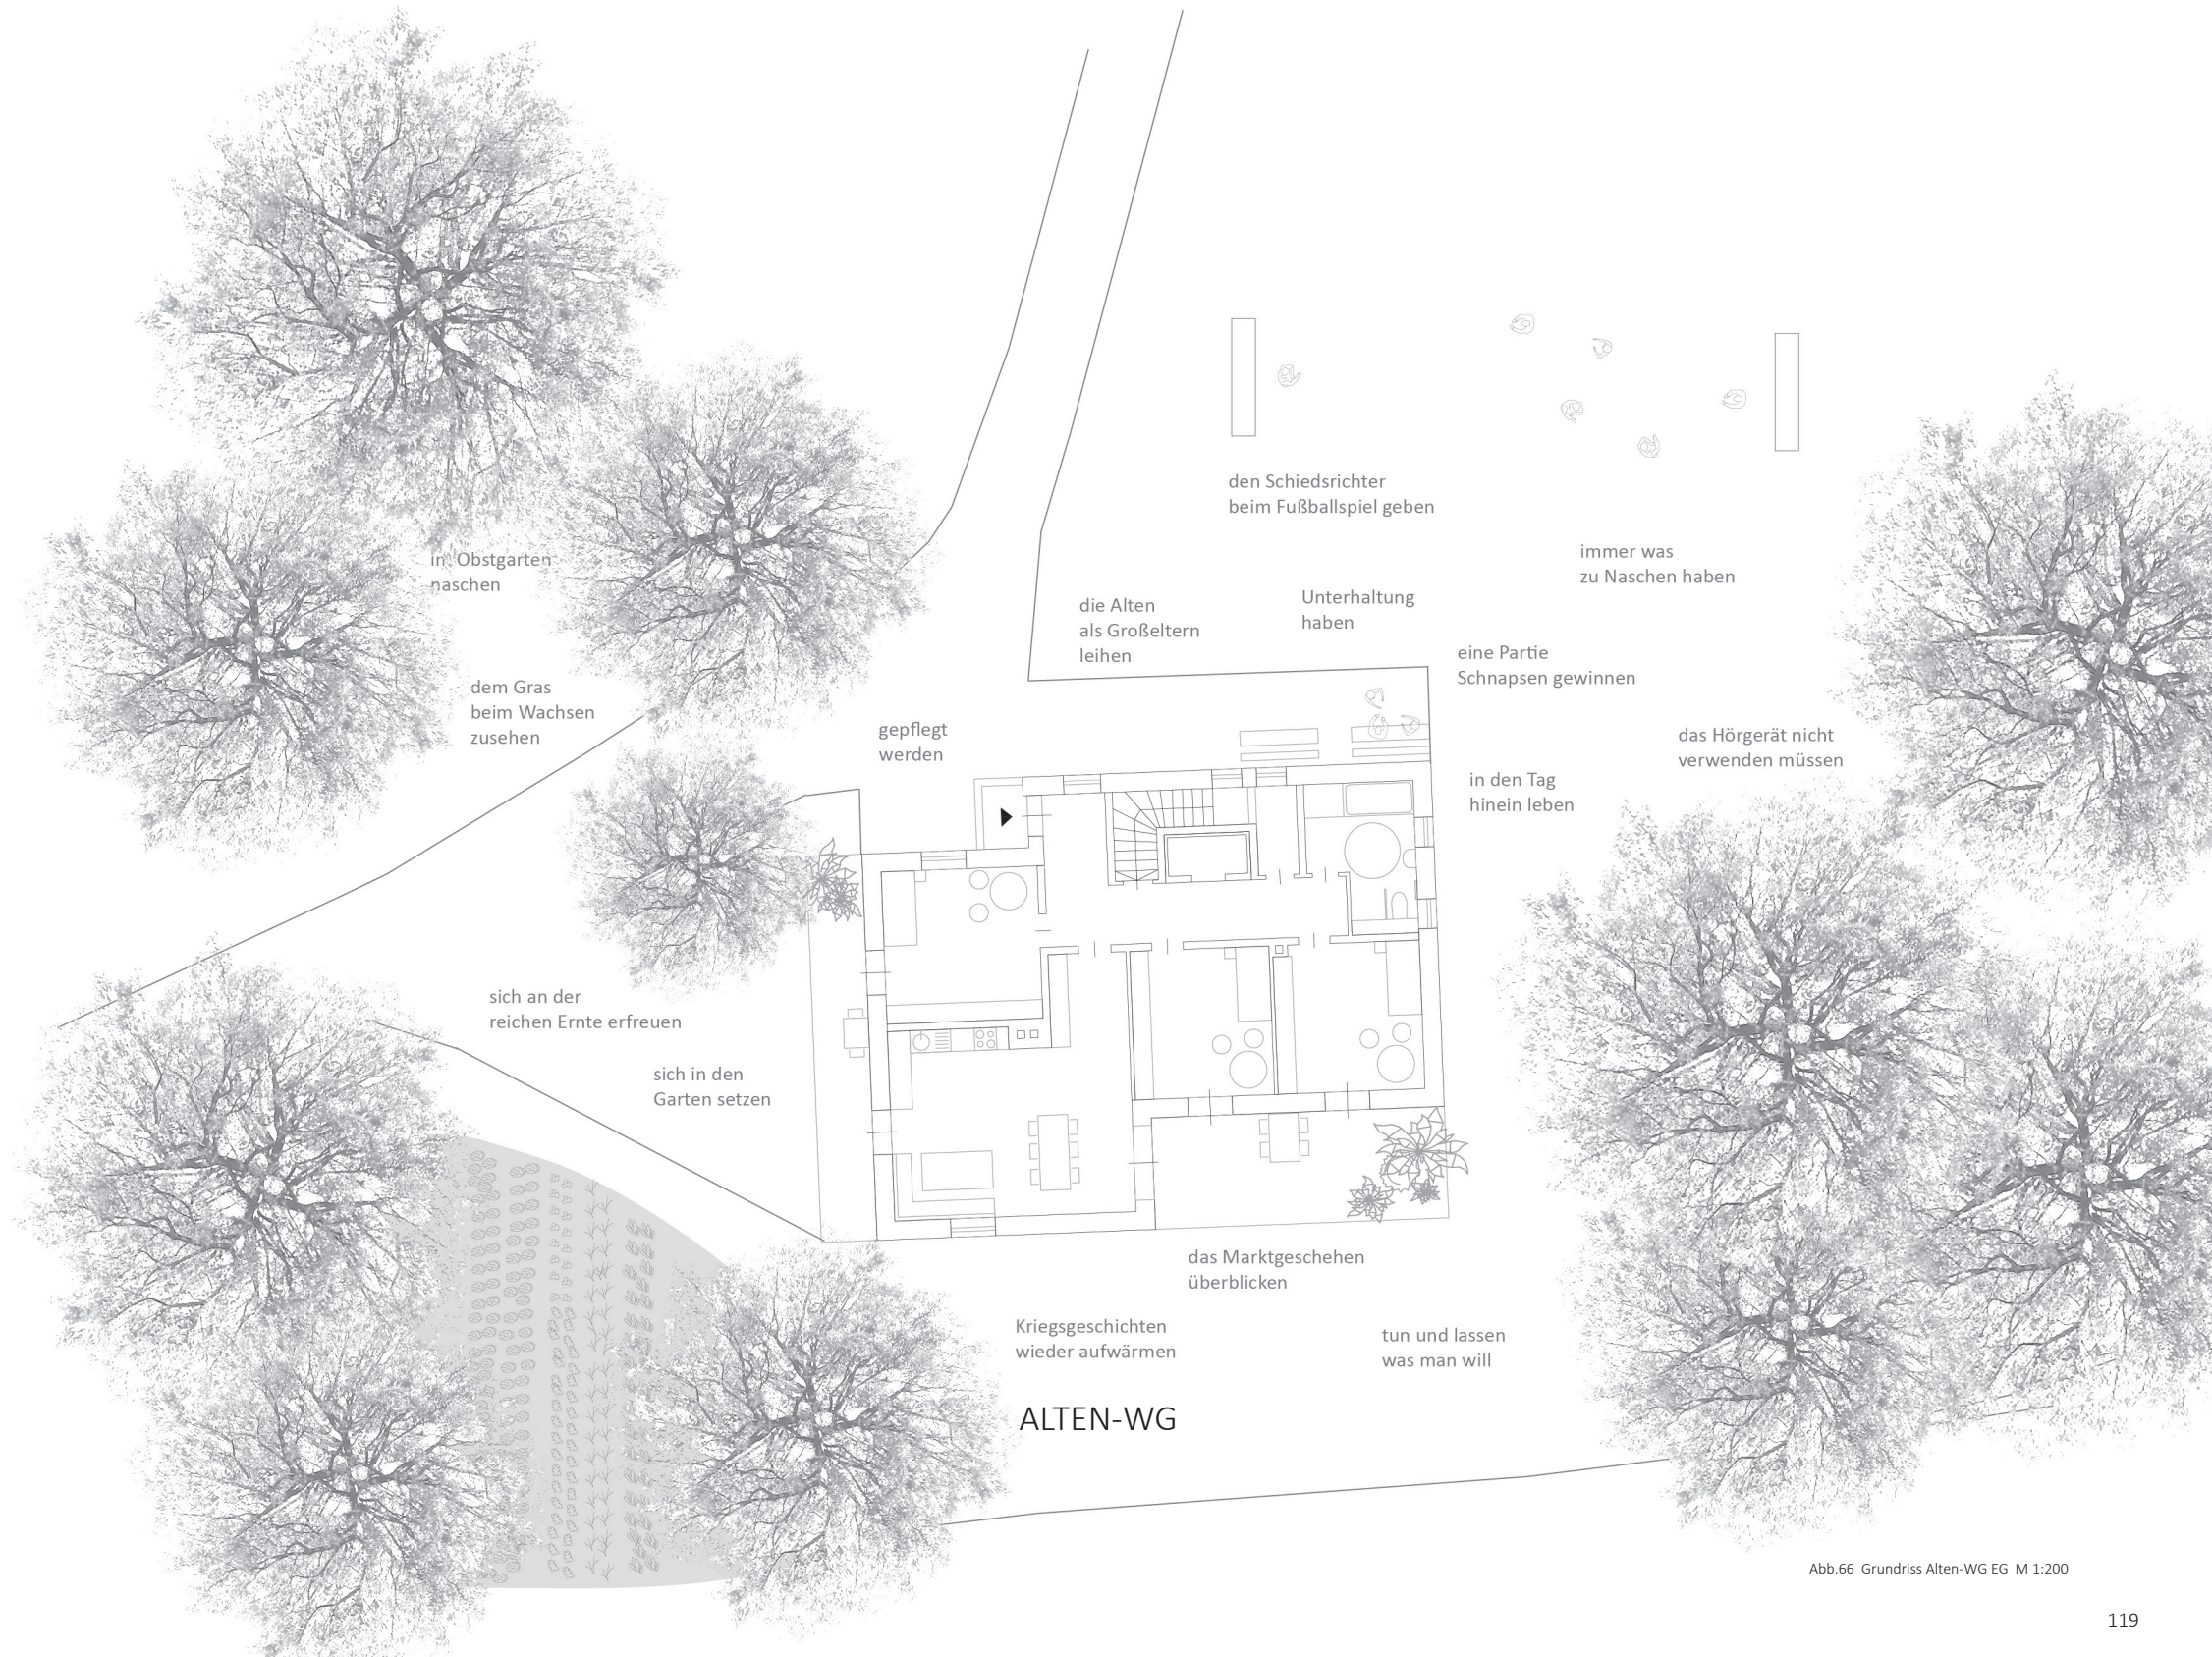 den Schiedsrichter
beim Fußballspiel geben
immer was
zu Naschen haben
im Obstgarten
naschen
die Alten
als Großeltern
leihen
Unterhaltung
haben
eine Partie
Schnapsen gewinnen
dem Gras
beim Wachsen
zusehen
gepflegt
werden
das Hörgerät nicht
verwenden müssen
in den Tag
hinein leben
sich an der
reichen Ernte erfreuen
sich in den
Garten setzen
das Marktgeschehen
überblicken
Kriegsgeschichten
wieder aufwärmen
tun und lassen
was man will
ALTEN-WG
Abb.66 Grundriss Alten-WG EG M 1:200
119